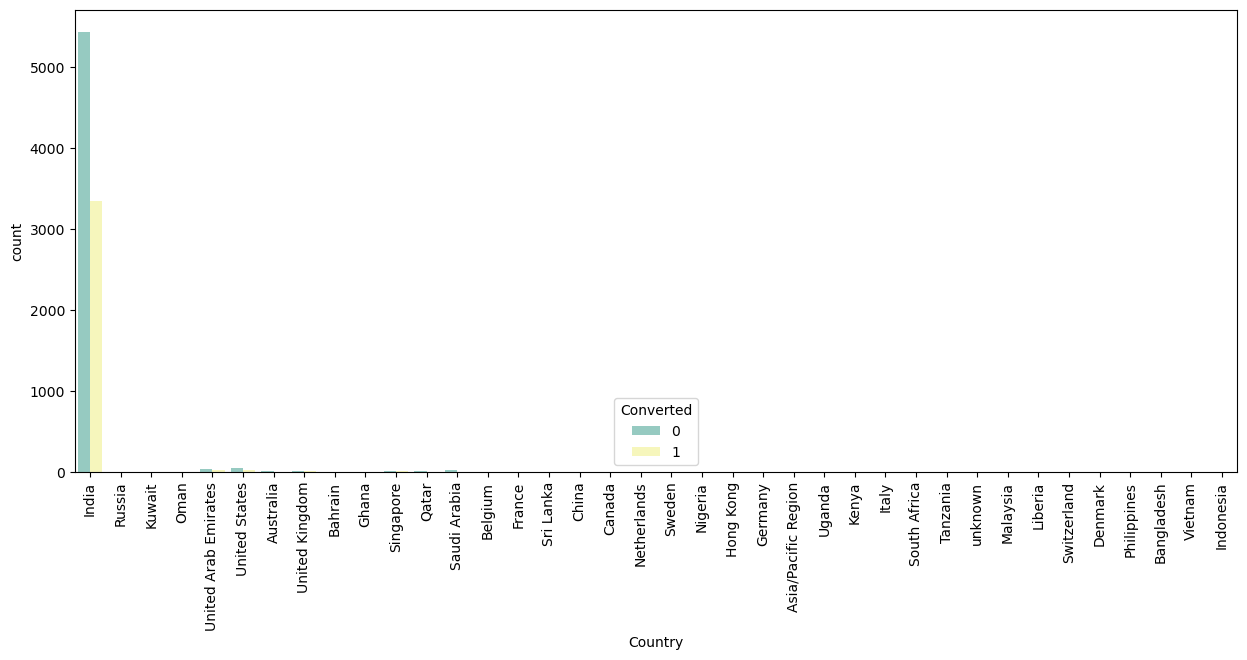 5000
4000
3000
2000
1000
0
count
Converted
0
1
India
Russia
Kuwait
Oman
United Arab Emirates
United States
Australia
United Kingdom
Bahrain
Ghana
Singapore
Qatar
Saudi Arabia
Belgium
France
Sri Lanka
China
Canada
Netherlands
Sweden
Nigeria
Hong Kong
Germany
Asia/Pacific Region
Uganda
Kenya
Italy
South Africa
Tanzania
unknown
Malaysia
Liberia
Switzerland
Denmark
Philippines
Bangladesh
Vietnam
Indonesia
Country